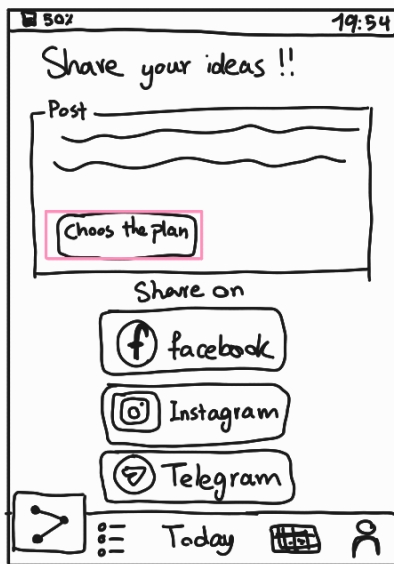 50% 19:54
Share your ideas !!
Post
Choos the plan
Share on
facebook
Instagram
Telegram
Today